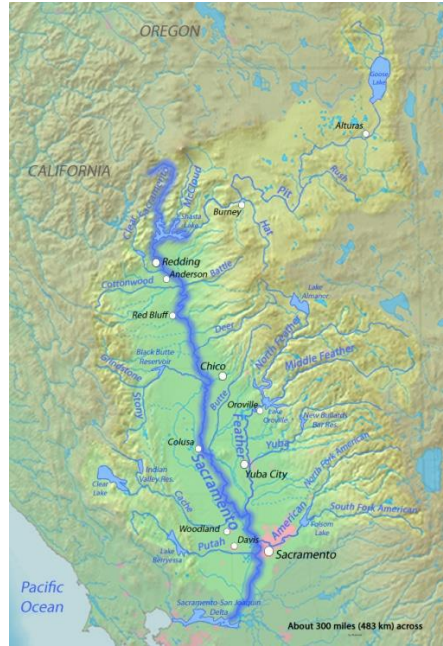 OREGON
Goose
Lake
Alturas
CALIFORNIA
McCloud
Pit
Rush
Shasta
Lake
Burney
Hat
Redding
Anderson
Battle
Cottonwood
Lake
Almanor
Red Bluff
Deer
North Feather
Middle Feather
Black Butte
Reservoir
Grindstone
Chico
Stony
Butte
Oroville
Lake
Oroville
New Bullards
Bar Res.
Feather
Yuba
Colusa
Sacramento
North Fork American
Yuba City
Indian
Valley Res.
Clear
Lake
Cache
South Fork American
American
Folsom
Lake
Woodland
Davis
Putah
Sacramento
Lake
Berryessa
Pacific
Ocean
Sacramento-San Joaquin
Delta
About 300 miles (483 km) across